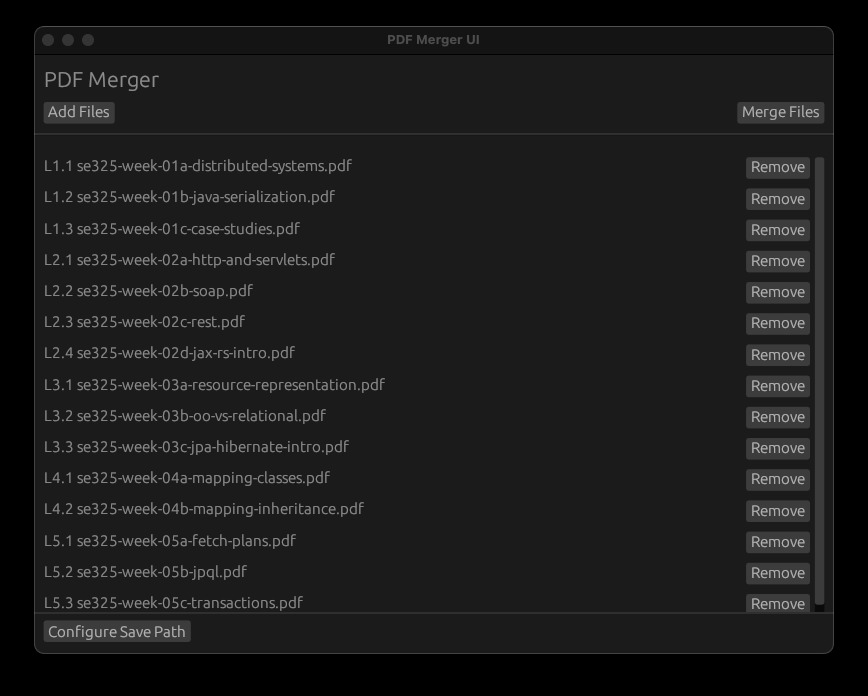 PDF Merger UI
PDF Merger
Add Files
Merge Files
L1.1 se325-week-01a-distributed-systems.pdf Remove
L1.2 se325-week-01b-java-serialization.pdf Remove
L1.3 se325-week-01c-case-studies.pdf Remove
L2.1 se325-week-02a-http-and-servlets.pdf Remove
L2.2 se325-week-02b-soap.pdf Remove
L2.3 se325-week-02c-rest.pdf Remove
L2.4 se325-week-02d-jax-rs-intro.pdf Remove
L3.1 se325-week-03a-resource-representation.pdf Remove
L3.2 se325-week-03b-oo-vs-relational.pdf Remove
L3.3 se325-week-03c-jpa-hibernate-intro.pdf Remove
L4.1 se325-week-04a-mapping-classes.pdf Remove
L4.2 se325-week-04b-mapping-inheritance.pdf Remove
L5.1 se325-week-05a-fetch-plans.pdf Remove
L5.2 se325-week-05b-jpql.pdf Remove
L5.3 se325-week-05c-transactions.pdf Remove
Configure Save Path